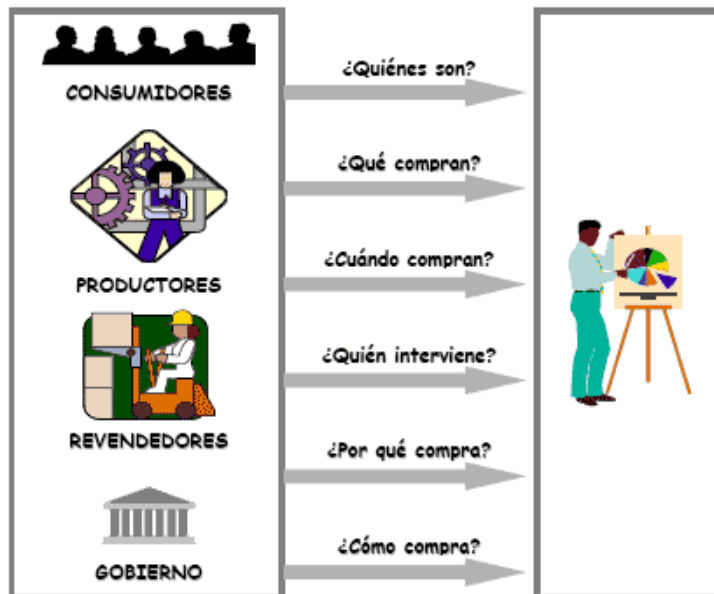 CONSUMIDORES
PRODUCTORES
REVENDEDORES
GOBIERNO
¿Quiénes son?
¿Qué compran?
¿Cuándo compran?
¿Quién interviene?
¿Por qué compra?
¿Cómo compra?